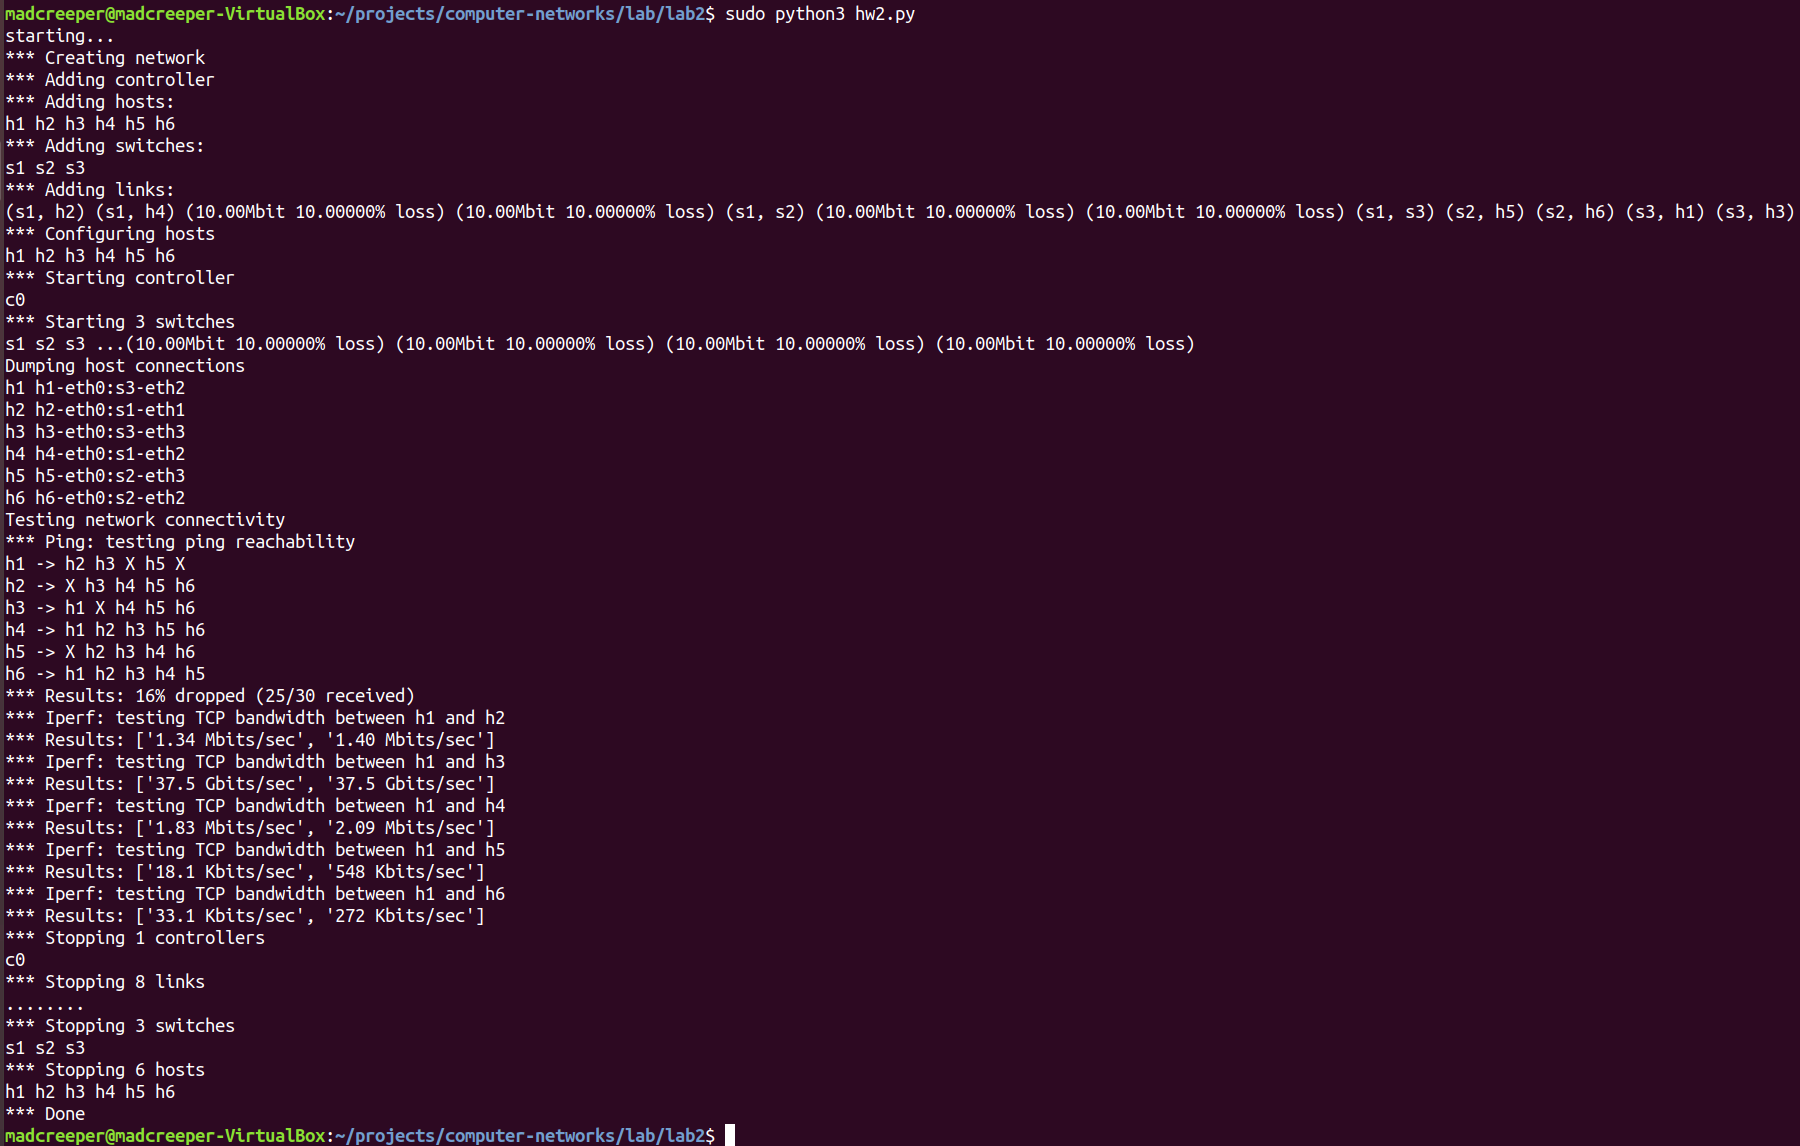 madcreeper@madcreeper-VirtualBox:~/projects/computer-networks/lab/lab2$ sudo python3 hw2.py
starting...
*** Creating network
*** Adding controller
*** Adding hosts:
h1 h2 h3 h4 h5 h6
*** Adding switches:
s1 s2 s3
*** Adding links:
(s1, h2) (s1, h4) (10.00Mbit 10.00000% loss) (10.00Mbit 10.00000% loss) (s1, s2) (10.00Mbit 10.00000% loss) (10.00Mbit 10.00000% loss) (s1, s3) (s2, h5) (s2, h6) (s3, h1) (s3, h3)
*** Configuring hosts
h1 h2 h3 h4 h5 h6
*** Starting controller
c0
*** Starting 3 switches
s1 s2 s3 ...(10.00Mbit 10.00000% loss) (10.00Mbit 10.00000% loss) (10.00Mbit 10.00000% loss) (10.00Mbit 10.00000% loss)
Dumping host connections
h1 h1-eth0:s3-eth2
h2 h2-eth0:s1-eth1
h3 h3-eth0:s3-eth3
h4 h4-eth0:s1-eth2
h5 h5-eth0:s2-eth3
h6 h6-eth0:s2-eth2
Testing network connectivity
*** Ping: testing ping reachability
h1 -> h2 h3 X h5 X
h2 -> X h3 h4 h5 h6
h3 -> h1 X h4 h5 h6
h4 -> h1 h2 h3 h5 h6
h5 -> X h2 h3 h4 h6
h6 -> h1 h2 h3 h4 h5
*** Results: 16% dropped (25/30 received)
*** Iperf: testing TCP bandwidth between h1 and h2
*** Results: ['1.34 Mbits/sec', '1.40 Mbits/sec']
*** Iperf: testing TCP bandwidth between h1 and h3
*** Results: ['37.5 Gbits/sec', '37.5 Gbits/sec']
*** Iperf: testing TCP bandwidth between h1 and h4
*** Results: ['1.83 Mbits/sec', '2.09 Mbits/sec']
*** Iperf: testing TCP bandwidth between h1 and h5
*** Results: ['18.1 Kbits/sec', '548 Kbits/sec']
*** Iperf: testing TCP bandwidth between h1 and h6
*** Results: ['33.1 Kbits/sec', '272 Kbits/sec']
*** Stopping 1 controllers
c0
*** Stopping 8 links
........
*** Stopping 3 switches
s1 s2 s3
*** Stopping 6 hosts
h1 h2 h3 h4 h5 h6
*** Done
madcreeper@madcreeper-VirtualBox:~/projects/computer-networks/lab/lab2$